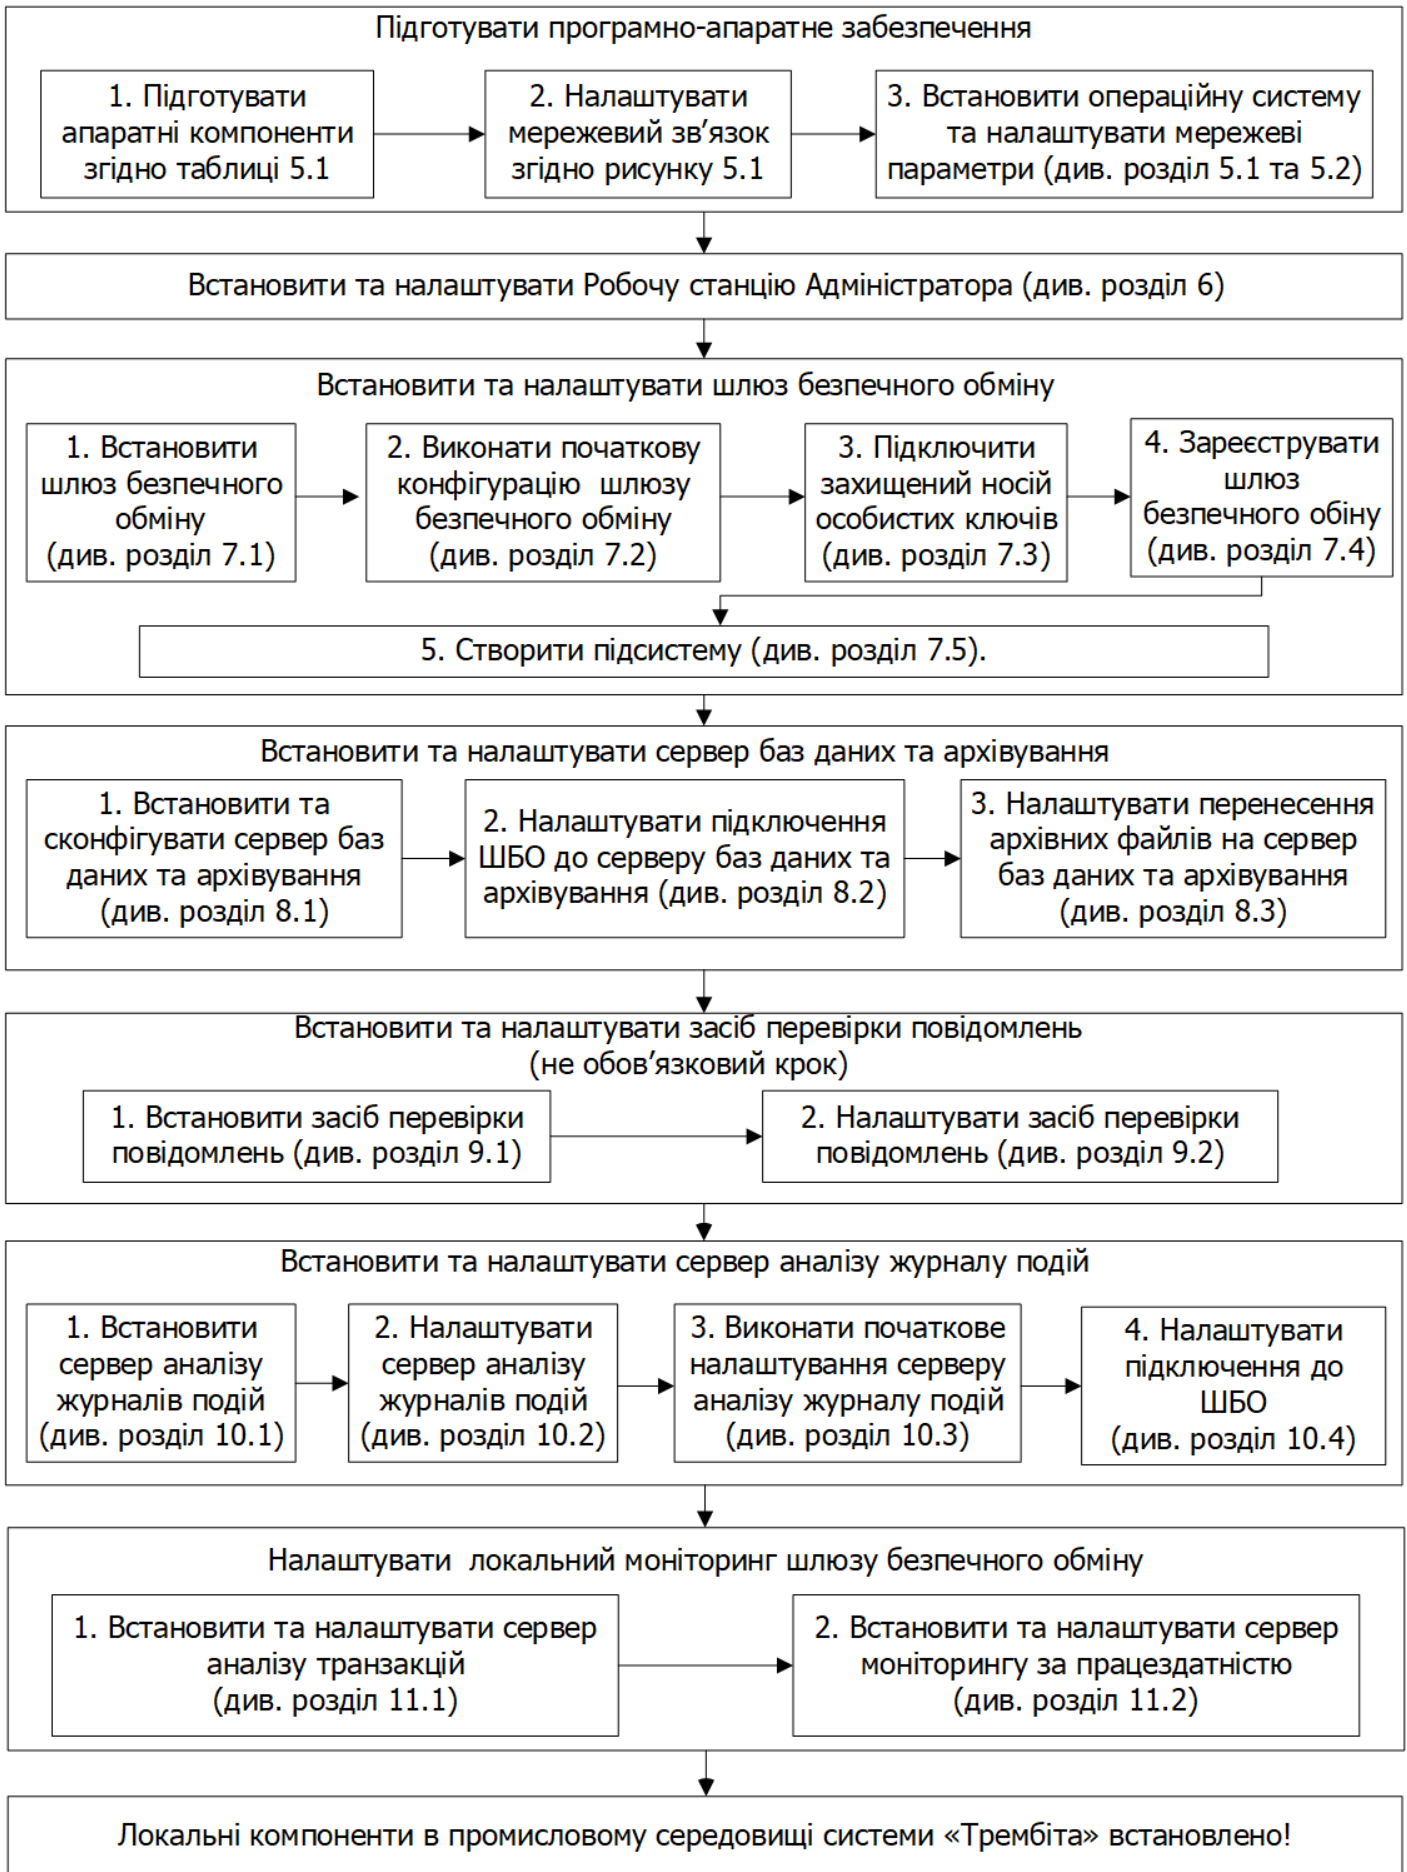 Підготувати програмно-апаратне забезпечення
1. Підготувати
апаратні компоненти
згідно таблиці 5.1
2. Налаштувати
мережевий зв’язок
згідно рисунку 5.1
3. Встановити операційну систему
та налаштувати мережеві
параметри (див. розділ 5.1 та 5.2)
Встановити та налаштувати Робочу станцію Адміністратора (див. розділ 6)
Встановити та налаштувати шлюз безпечного обміну
1. Встановити
шлюз безпечного
обміну
(див. розділ 7.1)
2. Виконати початкову
конфігурацію шлюзу
безпечного обміну
(див. розділ 7.2)
3. Підключити
захищений носій
особистих ключів
(див. розділ 7.3)
4. Зареєструвати
шлюз
безпечного обіну
(див. розділ 7.4)
5. Створити підсистему (див. розділ 7.5).
Встановити та налаштувати сервер баз даних та архівування
1. Встановити та
сконфігувати сервер баз
даних та архівування
(див. розділ 8.1)
2. Налаштувати підключення
ШБО до серверу баз даних та
архівування (див. розділ 8.2)
3. Налаштувати перенесення
архівних файлів на сервер
баз даних та архівування
(див. розділ 8.3)
Встановити та налаштувати засіб перевірки повідомлень
(не обов’язковий крок)
1. Встановити засіб перевірки
повідомлень (див. розділ 9.1)
2. Налаштувати засіб перевірки
повідомлень (див. розділ 9.2)
Встановити та налаштувати сервер аналізу журналу подій
1. Встановити
сервер аналізу
журналів подій
(див. розділ 10.1)
2. Налаштувати
сервер аналізу
журналів подій
(див. розділ 10.2)
3. Виконати початкове
налаштування серверу
аналізу журналу подій
(див. розділ 10.3)
4. Налаштувати
підключення до
ШБО
(див. розділ 10.4)
Налаштувати локальний моніторинг шлюзу безпечного обміну
1. Встановити та налаштувати сервер
аналізу транзакцій
(див. розділ 11.1)
2. Встановити та налаштувати сервер
моніторингу за працездатністю
(див. розділ 11.2)
Локальні компоненти в промисловому середовищі системи «Трембіта» встановлено!